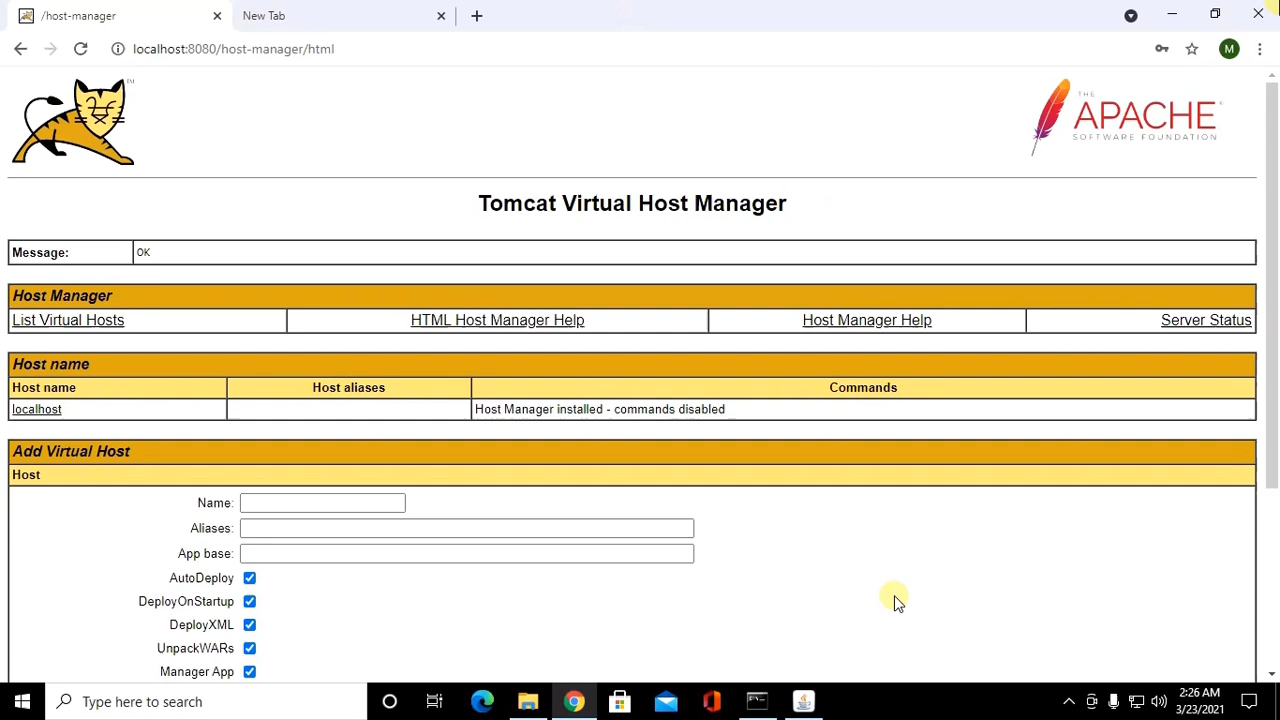 /host-manager
New Tab
localhost:8080/host-manager/html
M
TM
THE
APACHE
SOFTWARE FOUNDATION
Tomcat Virtual Host Manager
Message: OK
Host Manager
List Virtual Hosts HTML Host Manager Help Host Manager Help Server Status
Host name
Host name Host aliases Commands
localhost Host Manager installed - commands disabled
Add Virtual Host
Host
Name:
Aliases:
App base:
AutoDeploy
DeployOnStartup
DeployXML
UnpackWARs
Manager App
Type here to search
2:26 AM
3/23/2021